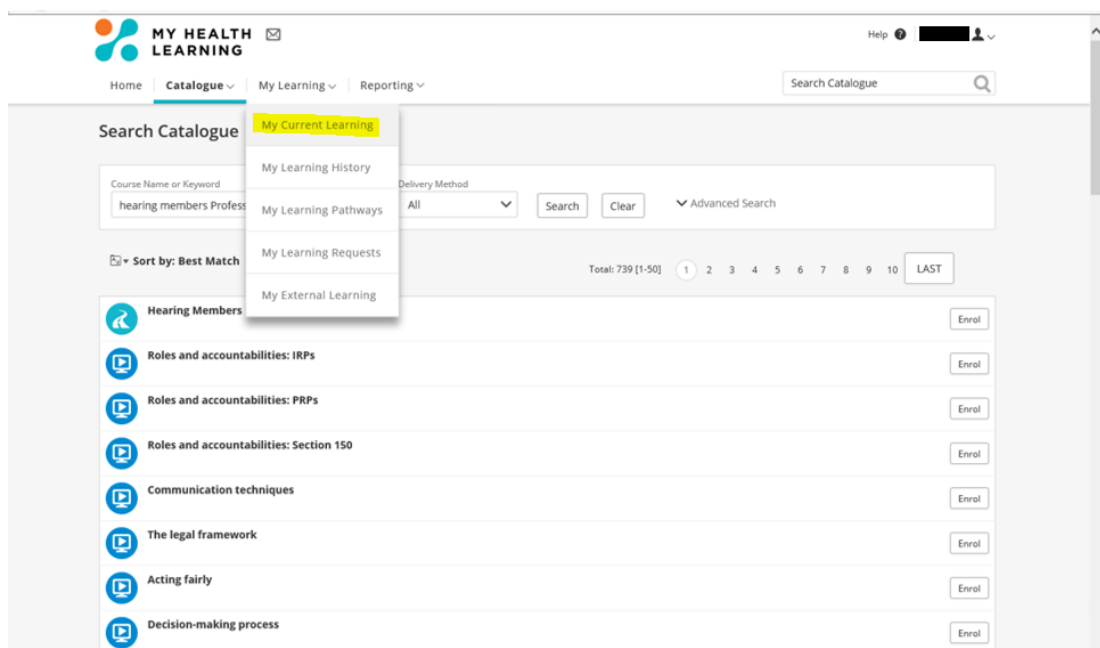 MY HEALTH
LEARNING
Help ?
Home Catalogue My Learning Reporting Search Catalogue
Search Catalogue
My Current Learning
My Learning History
My Learning Pathways
My Learning Requests
My External Learning
Course Name or Keyword Delivery Method
hearing members Profess All Search Clear Advanced Search
Sort by: Best Match Total: 739 [1-50] 1 2 3 4 5 6 7 8 9 10 LAST
Hearing Members Enrol
Roles and accountabilities: IRPs Enrol
Roles and accountabilities: PRPs Enrol
Roles and accountabilities: Section 150 Enrol
Communication techniques Enrol
The legal framework Enrol
Acting fairly Enrol
Decision-making process Enrol